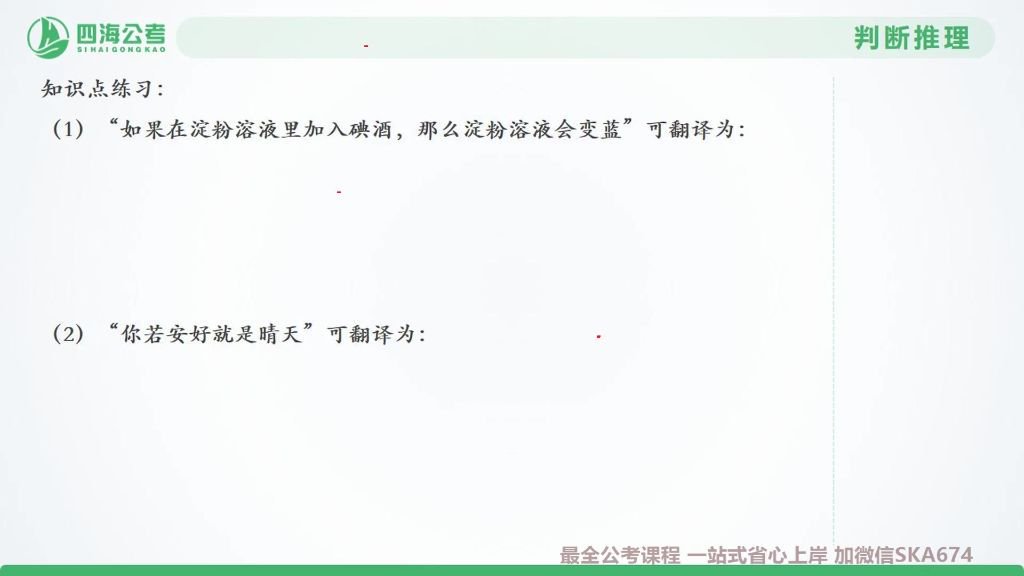 四海公考
SIHAIGONGKAO
判断推理
知识点练习：
（1）“如果在淀粉溶液里加入碘酒，那么淀粉溶液会变蓝”可翻译为：
（2）“你若安好就是晴天”可翻译为：
最全公考课程 一站式省心上岸 加微信SKA674